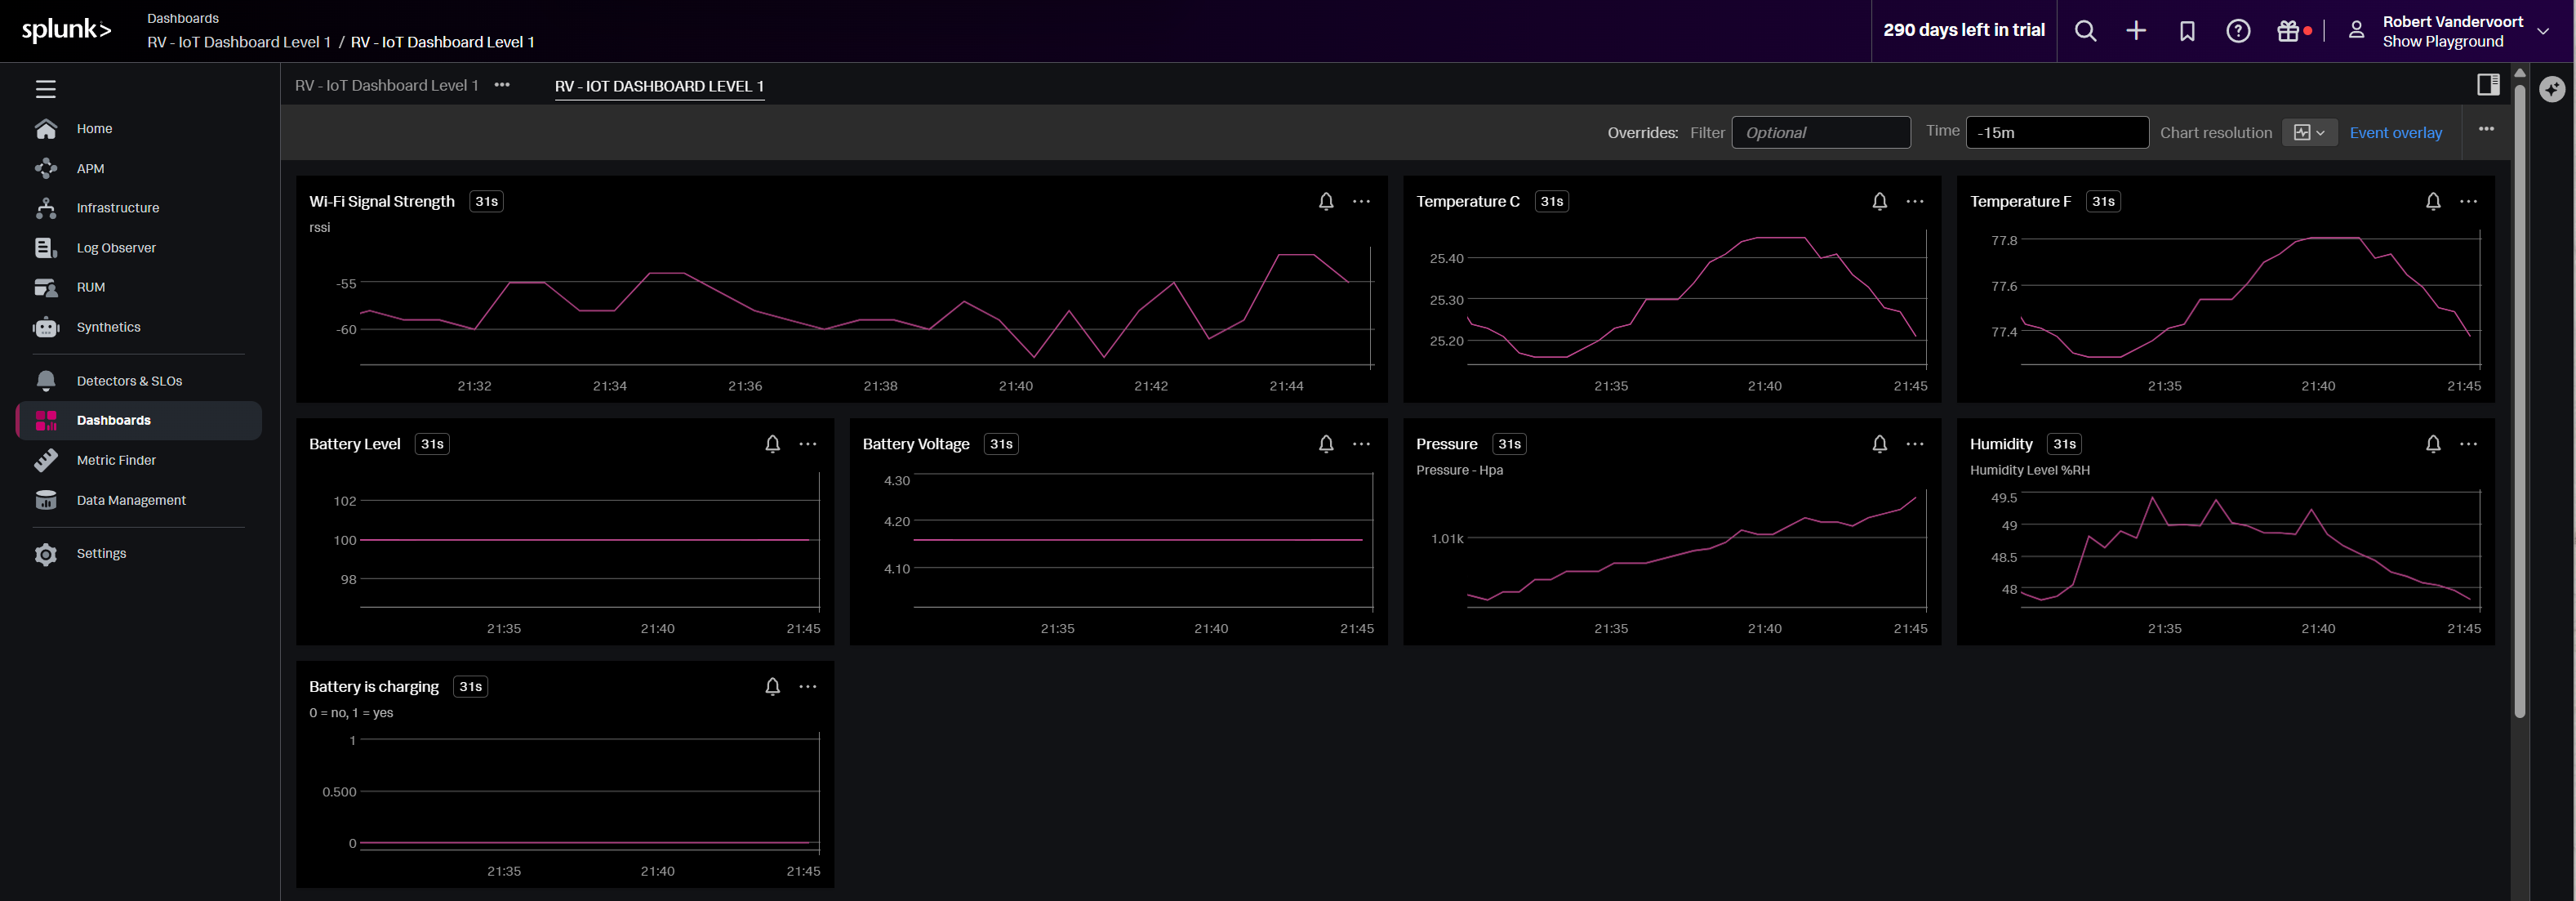 splunk>
Dashboards
RV - IoT Dashboard Level 1 / RV - IoT Dashboard Level 1
290 days left in trial
Robert Vandervoort
Show Playground
Home
APM
Infrastructure
Log Observer
RUM
Synthetics
Detectors & SLOs
Dashboards
Metric Finder
Data Management
Settings
RV - IoT Dashboard Level 1 •••
RV - IOT DASHBOARD LEVEL 1
Overrides: Filter Optional Time -15m Chart resolution Event overlay •••
Wi-Fi Signal Strength 31s
rssi
-55
-60
21:32 21:34 21:36 21:38 21:40 21:42 21:44
Temperature C 31s
25.40
25.30
25.20
21:35 21:40 21:45
Temperature F 31s
77.8
77.6
77.4
21:35 21:40 21:45
Battery Level 31s
102
100
98
21:35 21:40 21:45
Battery Voltage 31s
4.30
4.20
4.10
21:35 21:40 21:45
Pressure 31s
Pressure - Hpa
1.01k
21:35 21:40 21:45
Humidity 31s
Humidity Level %RH
49.5
49
48.5
48
21:35 21:40 21:45
Battery is charging 31s
0 = no, 1 = yes
1
0.500
0
21:35 21:40 21:45